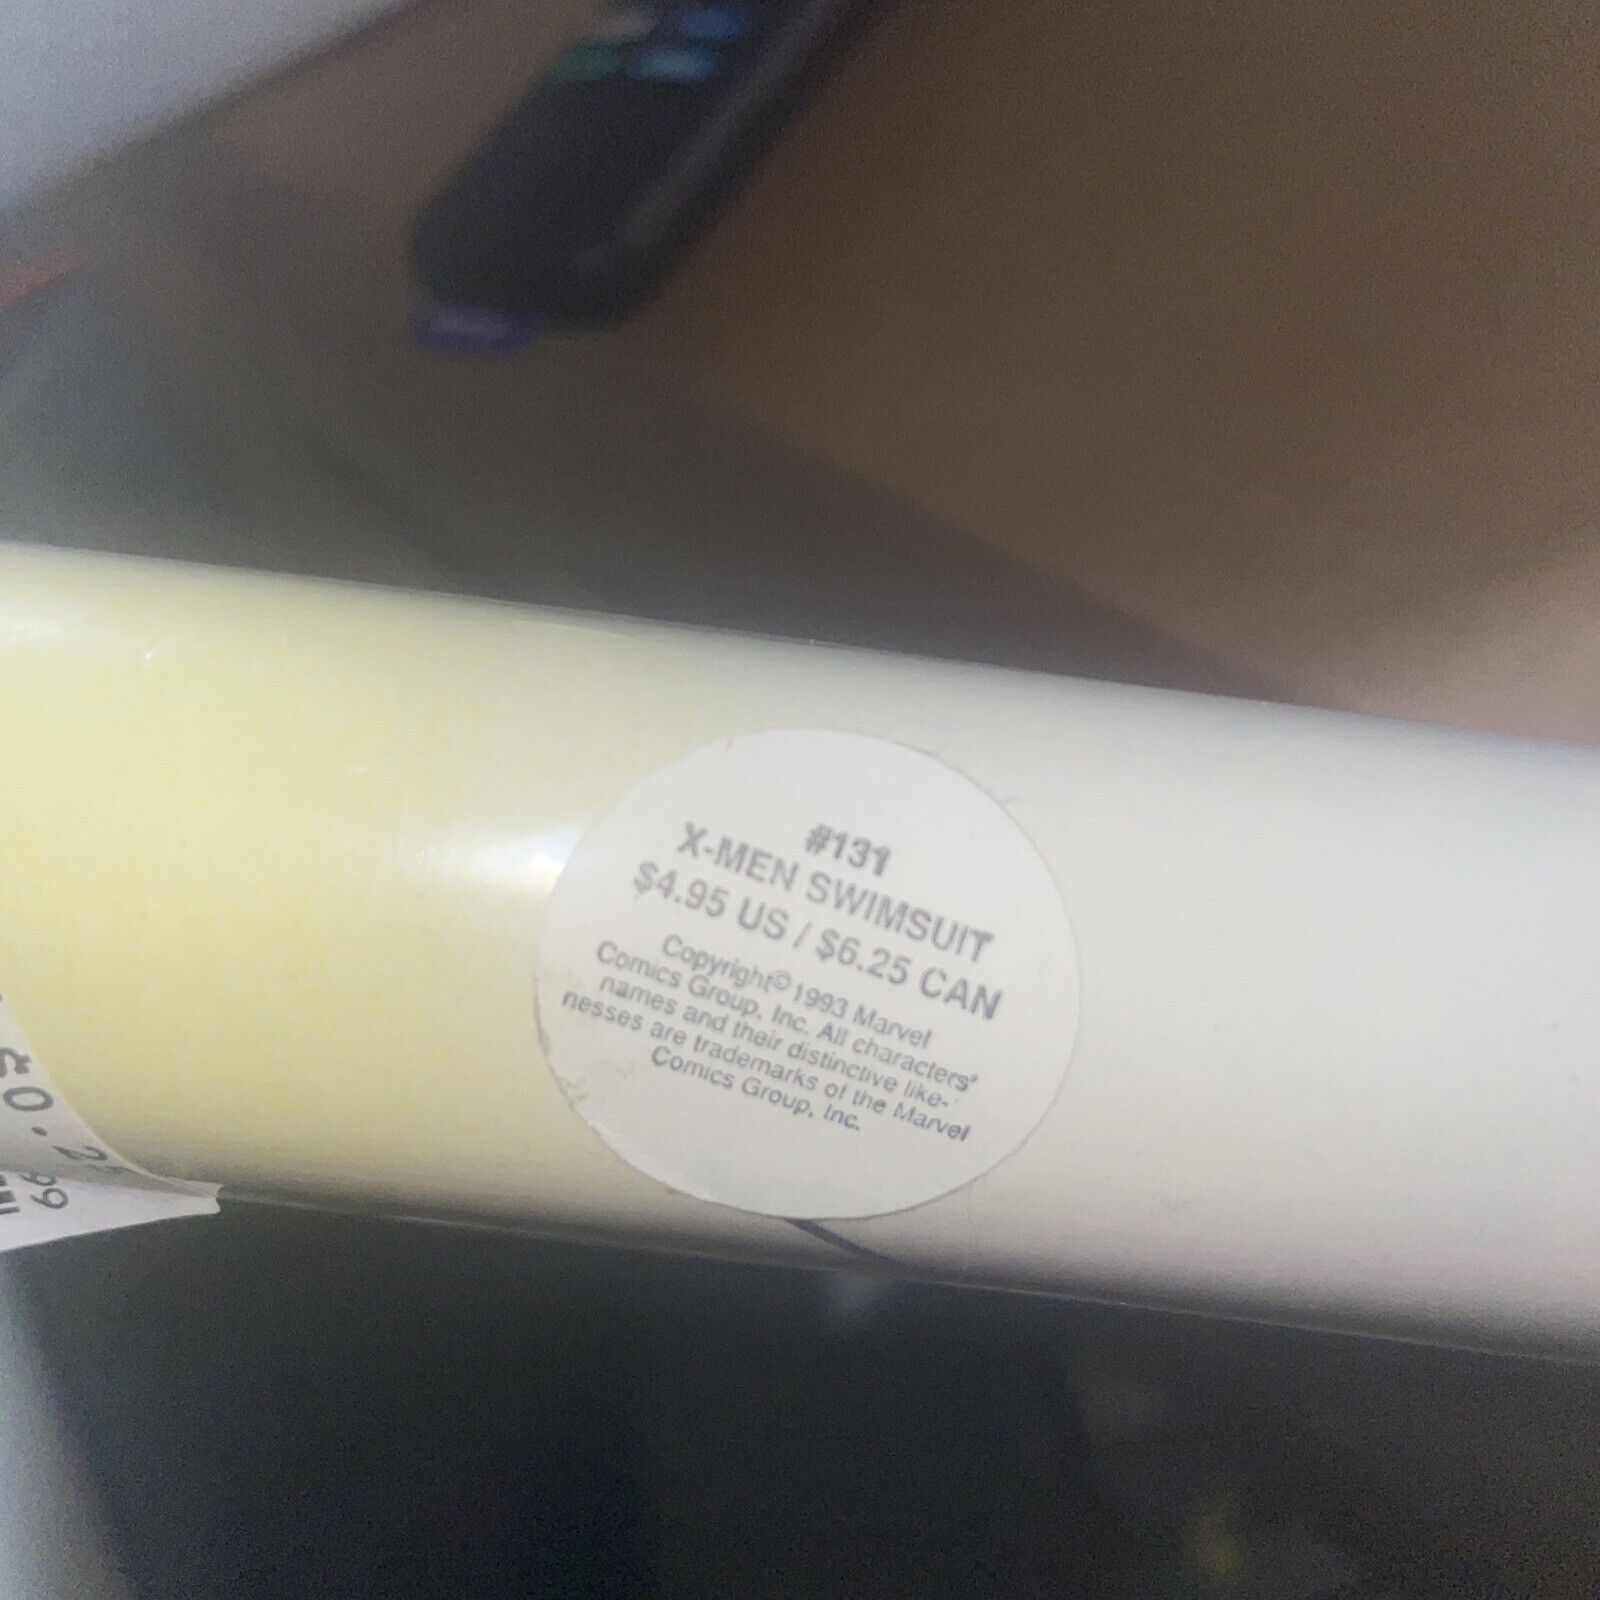 #131
X-MEN SWIMSUIT
$4.95 US / $6.25 CAN
Copyright© 1993 Marvel
Comics Group, Inc. All characters'
names and their distinctive like-
nesses are trademarks of the Marvel
Comics Group, Inc.